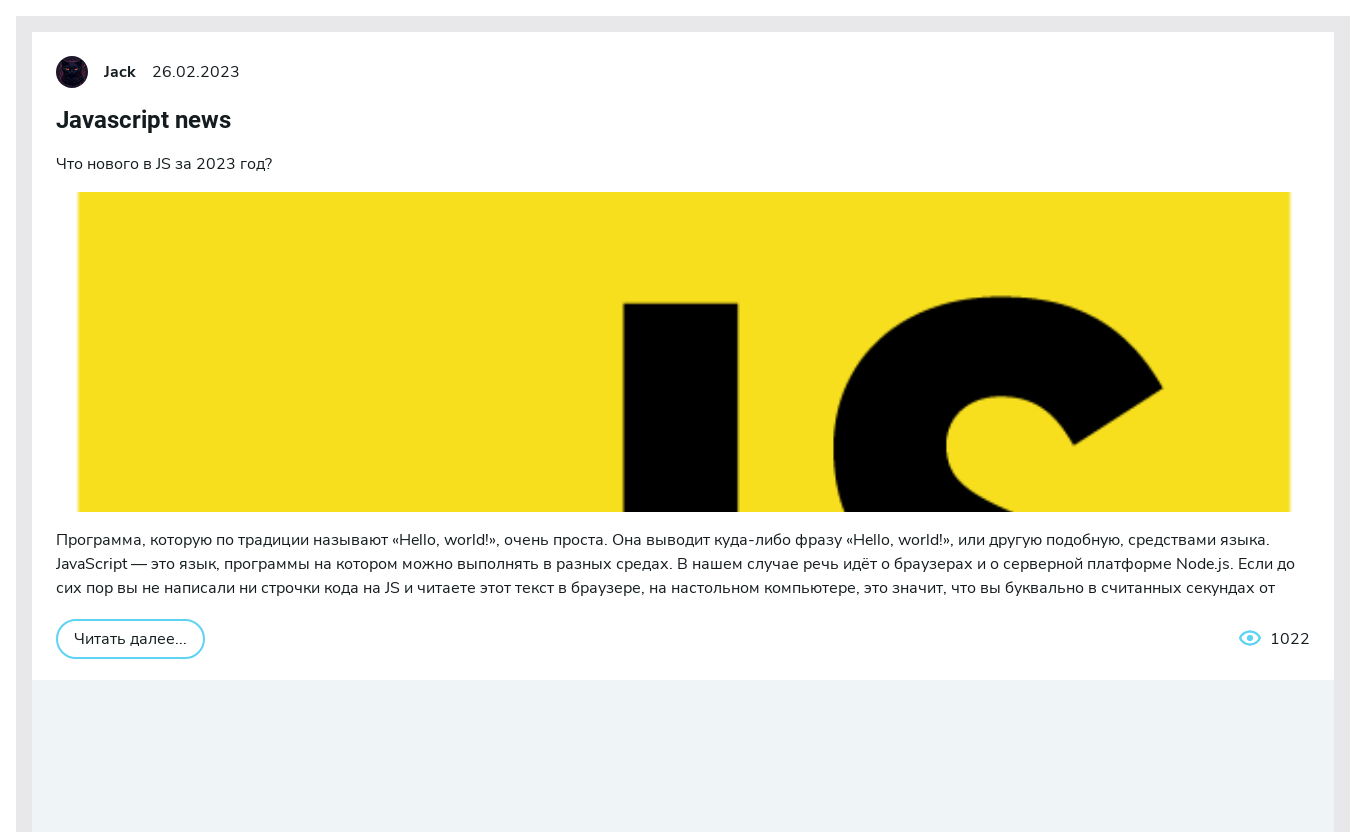 Jack 26.02.2023
Javascript news
Что нового в JS за 2023 год?
JS
Программа, которую по традиции называют «Hello, world!», очень проста. Она выводит куда-либо фразу «Hello, world!», или другую подобную, средствами языка.
JavaScript — это язык, программы на котором можно выполнять в разных средах. В нашем случае речь идёт о браузерах и о серверной платформе Node.js. Если до
сих пор вы не написали ни строчки кода на JS и читаете этот текст в браузере, на настольном компьютере, это значит, что вы буквально в считанных секундах от
Читать далее... 1022